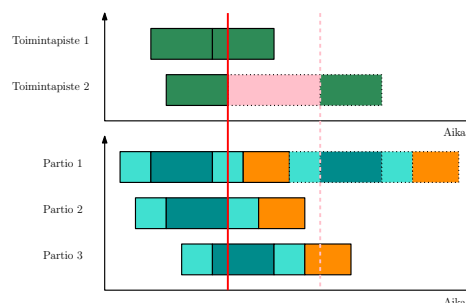 Toimintapiste 1
Toimintapiste 2
Aika
Partio 1
Partio 2
Partio 3
Aika